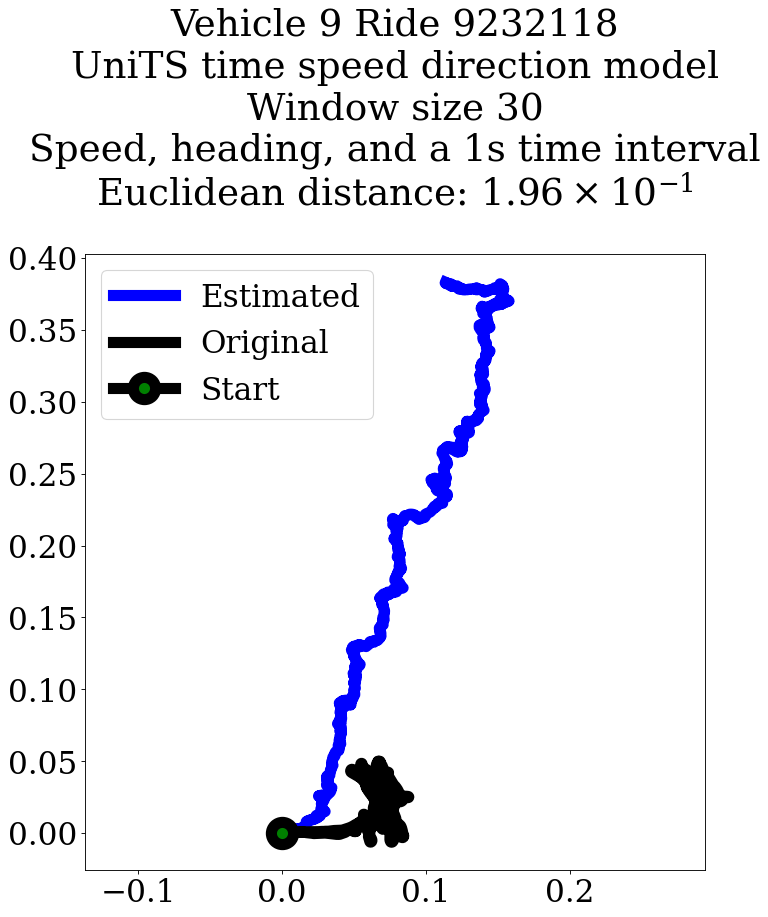 Vehicle 9 Ride 9232118
UniTS time speed direction model
Window size 30
Speed, heading, and a 1s time interval
Euclidean distance: 1.96 × 10⁻¹
0.40
0.35
0.30
0.25
0.20
0.15
0.10
0.05
0.00
Estimated
Original
Start
−0.1 0.0 0.1 0.2